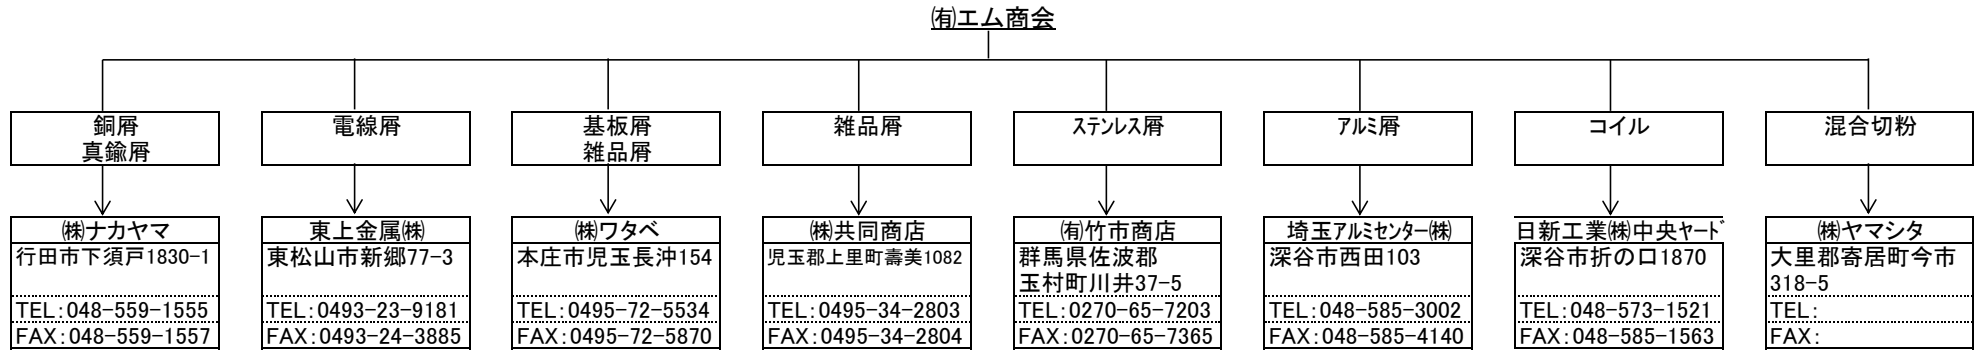 ㈲エム商会
銅屑
真鍮屑
電線屑
基板屑
雑品屑
雑品屑
ｽﾃﾝﾚｽ屑
ｱﾙﾐ屑
コイル
混合切粉
㈱ナカヤマ
行田市下須戸1830-1
TEL:048-559-1555
FAX:048-559-1557
東上金属㈱
東松山市新郷77-3
TEL:0493-23-9181
FAX:0493-24-3885
㈱ワタベ
本庄市児玉長沖154
TEL:0495-72-5534
FAX:0495-72-5870
㈱共同商店
児玉郡上里町壽美1082
TEL:0495-34-2803
FAX:0495-34-2804
㈲竹市商店
群馬県佐波郡
玉村町川井37-5
TEL:0270-65-7203
FAX:0270-65-7365
埼玉ｱﾙﾐｾﾝﾀｰ㈱
深谷市西田103
TEL:048-585-3002
FAX:048-585-4140
日新工業㈱中央ﾔｰﾄﾞ
深谷市折の口1870
TEL:048-573-1521
FAX:048-585-1563
㈱ヤマシタ
大里郡寄居町今市
318-5
TEL:
FAX: